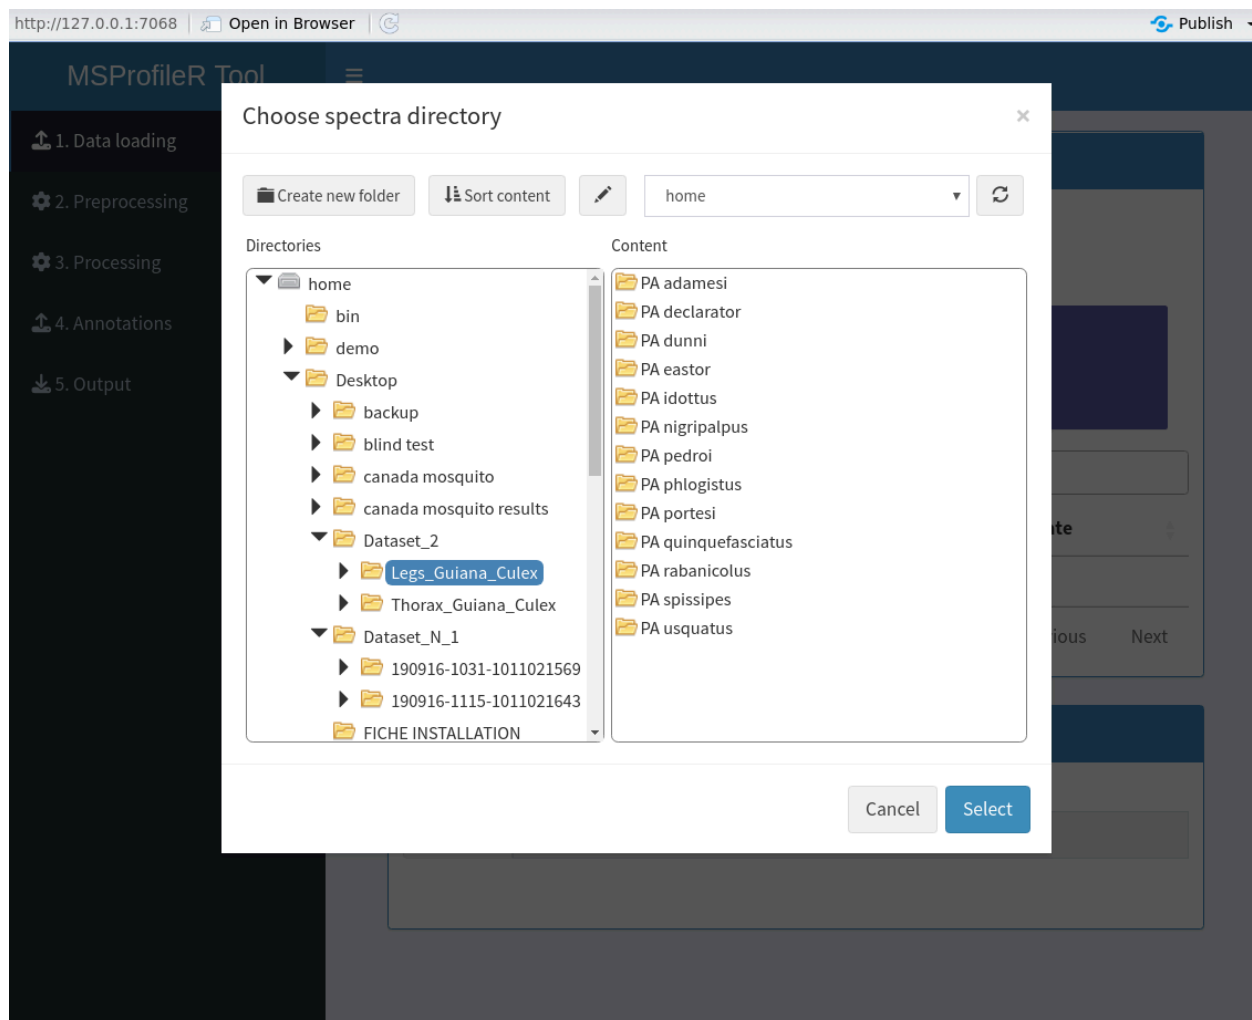 http://127.0.0.1:7068 Open in Browser Publish
MSProfileR Tool
1. Data loading
2. Preprocessing
3. Processing
4. Annotations
5. Output
Choose spectra directory ×
Create new folder Sort content home
Directories
home
bin
demo
Desktop
backup
blind test
canada mosquito
canada mosquito results
Dataset_2
Legs_Guiana_Culex
Thorax_Guiana_Culex
Dataset_N_1
190916-1031-1011021569
190916-1115-1011021643
FICHE INSTALLATION
Content
PA adamesi
PA declarator
PA dunni
PA eastor
PA idottus
PA nigripalpus
PA pedroi
PA phlogistus
PA portesi
PA quinquefasciatus
PA rabanicolus
PA spissipes
PA usquatus
Cancel Select
Next